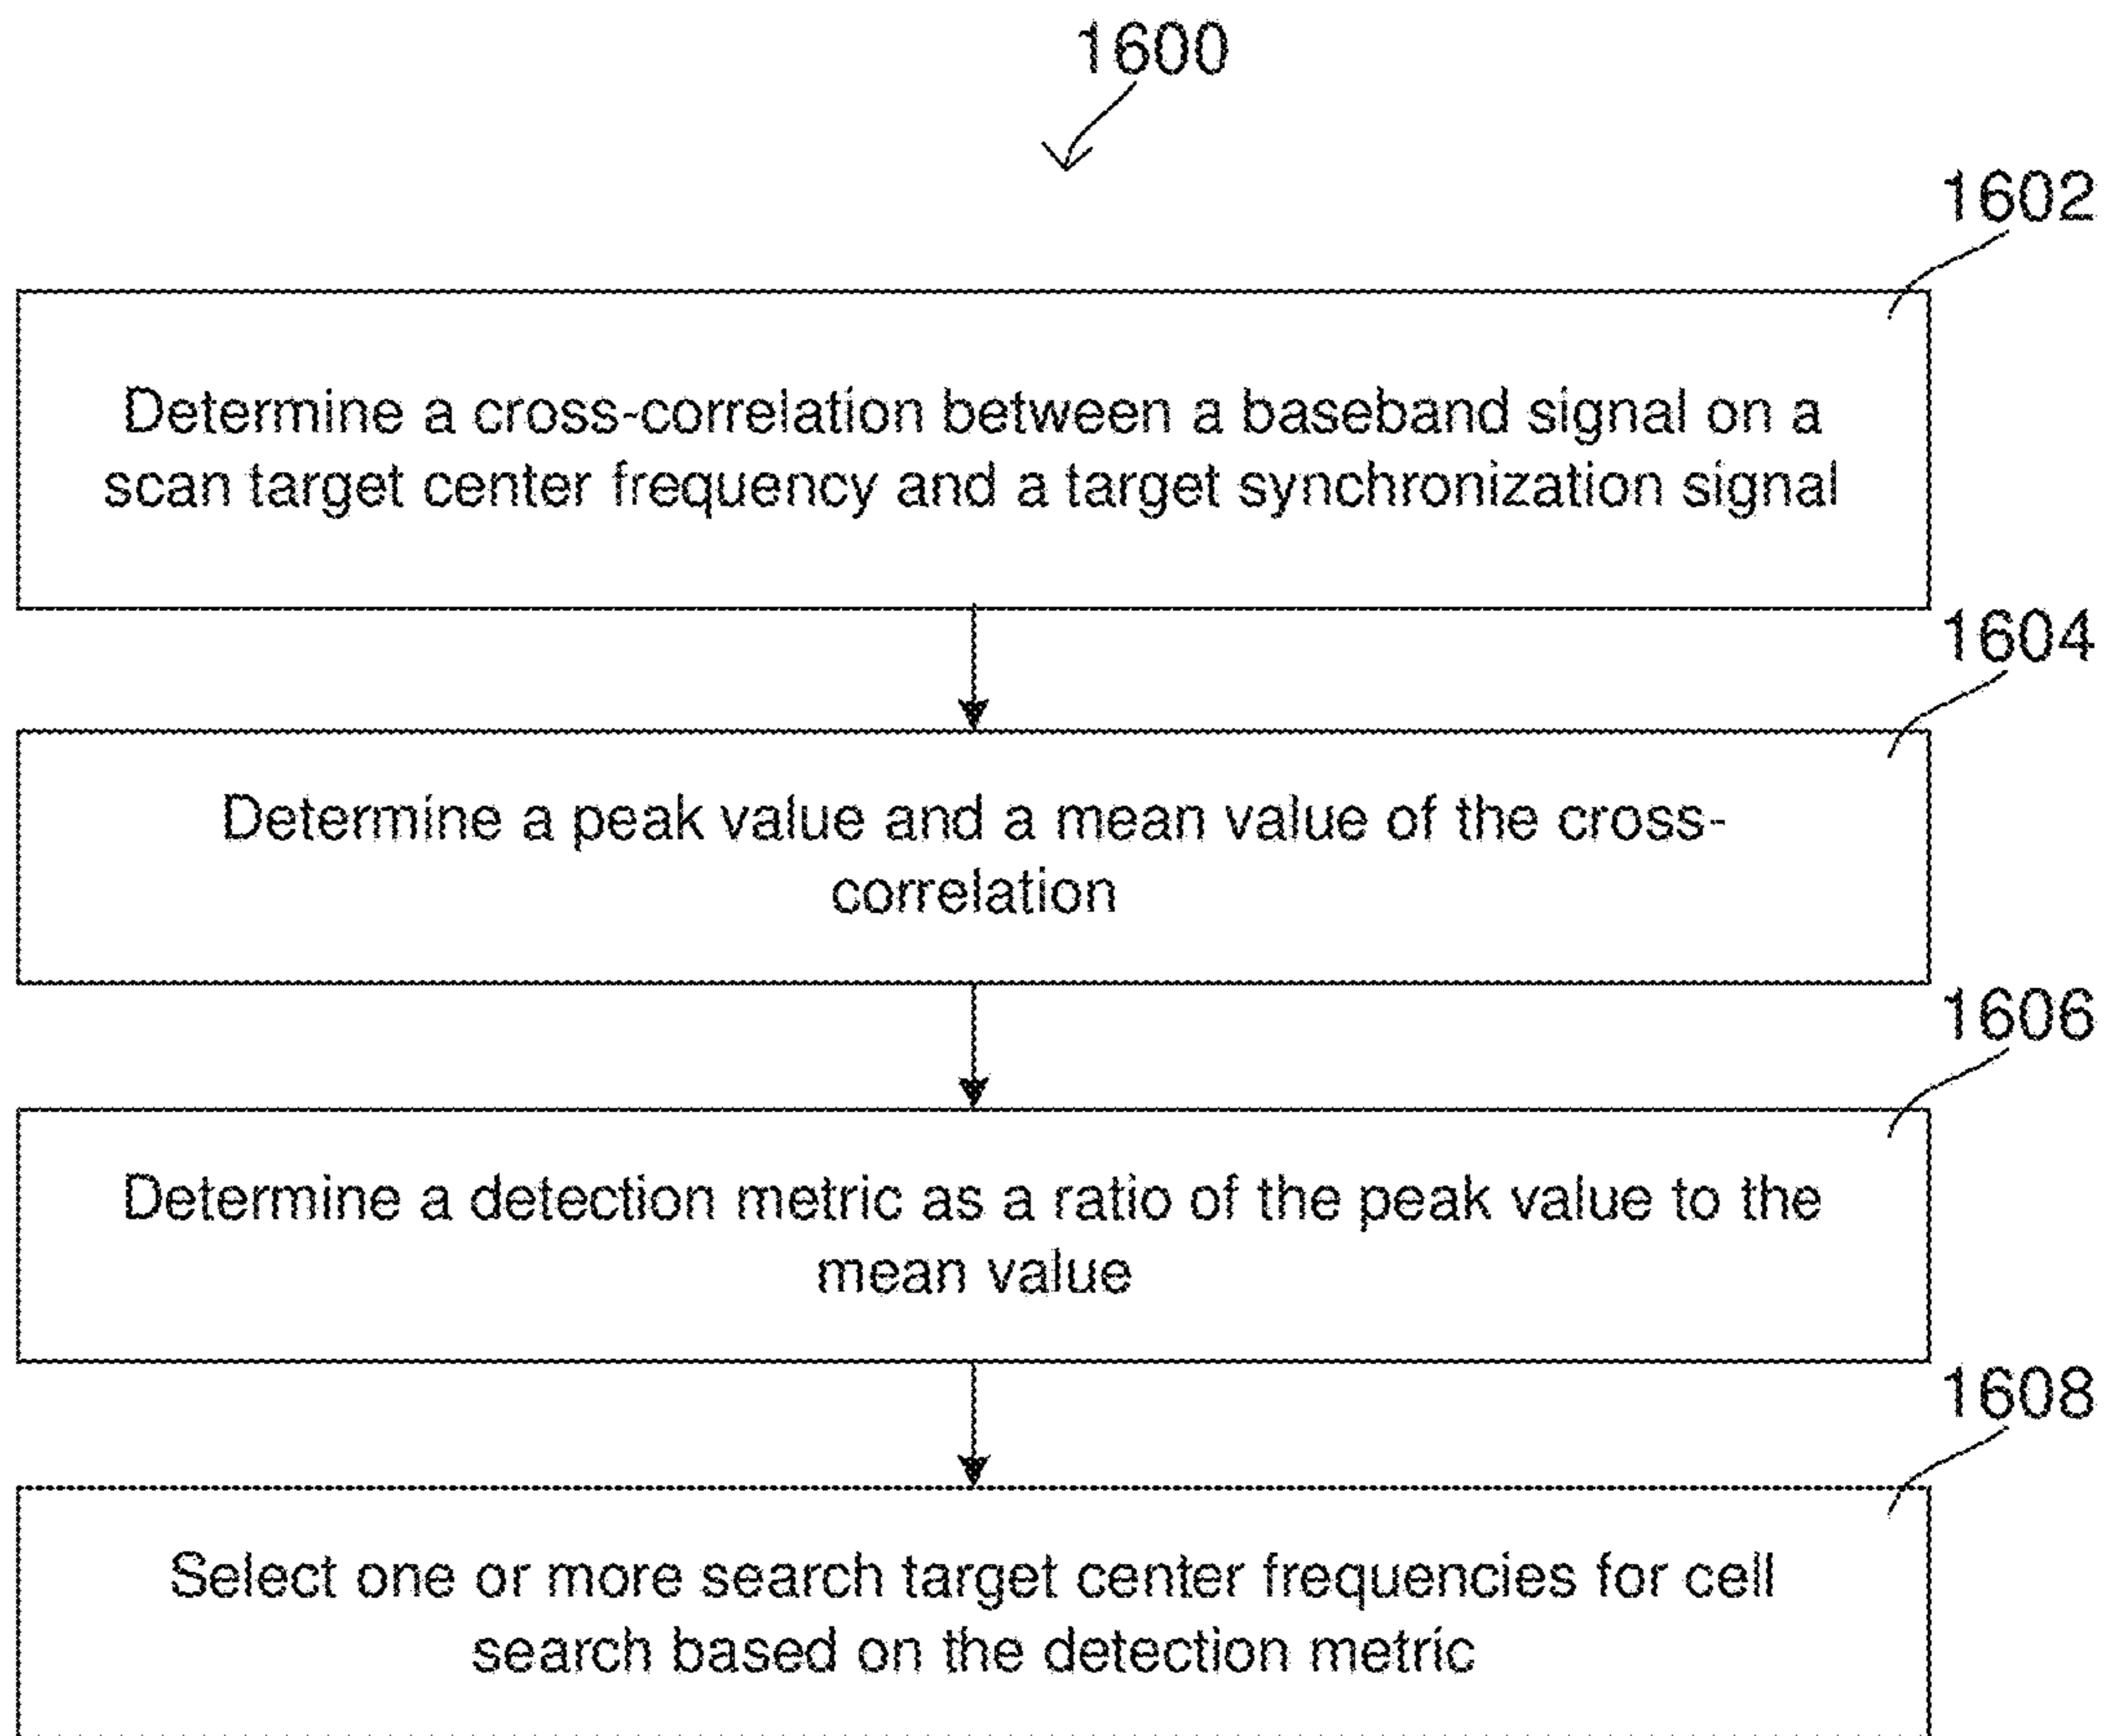 1600
1602
Determine a cross-correlation between a baseband signal on a
scan target center frequency and a target synchronization signal
1604
Determine a peak value and a mean value of the cross-
correlation
1606
Determine a detection metric as a ratio of the peak value to the
mean value
1608
Select one or more search target center frequencies for cell
search based on the detection metric